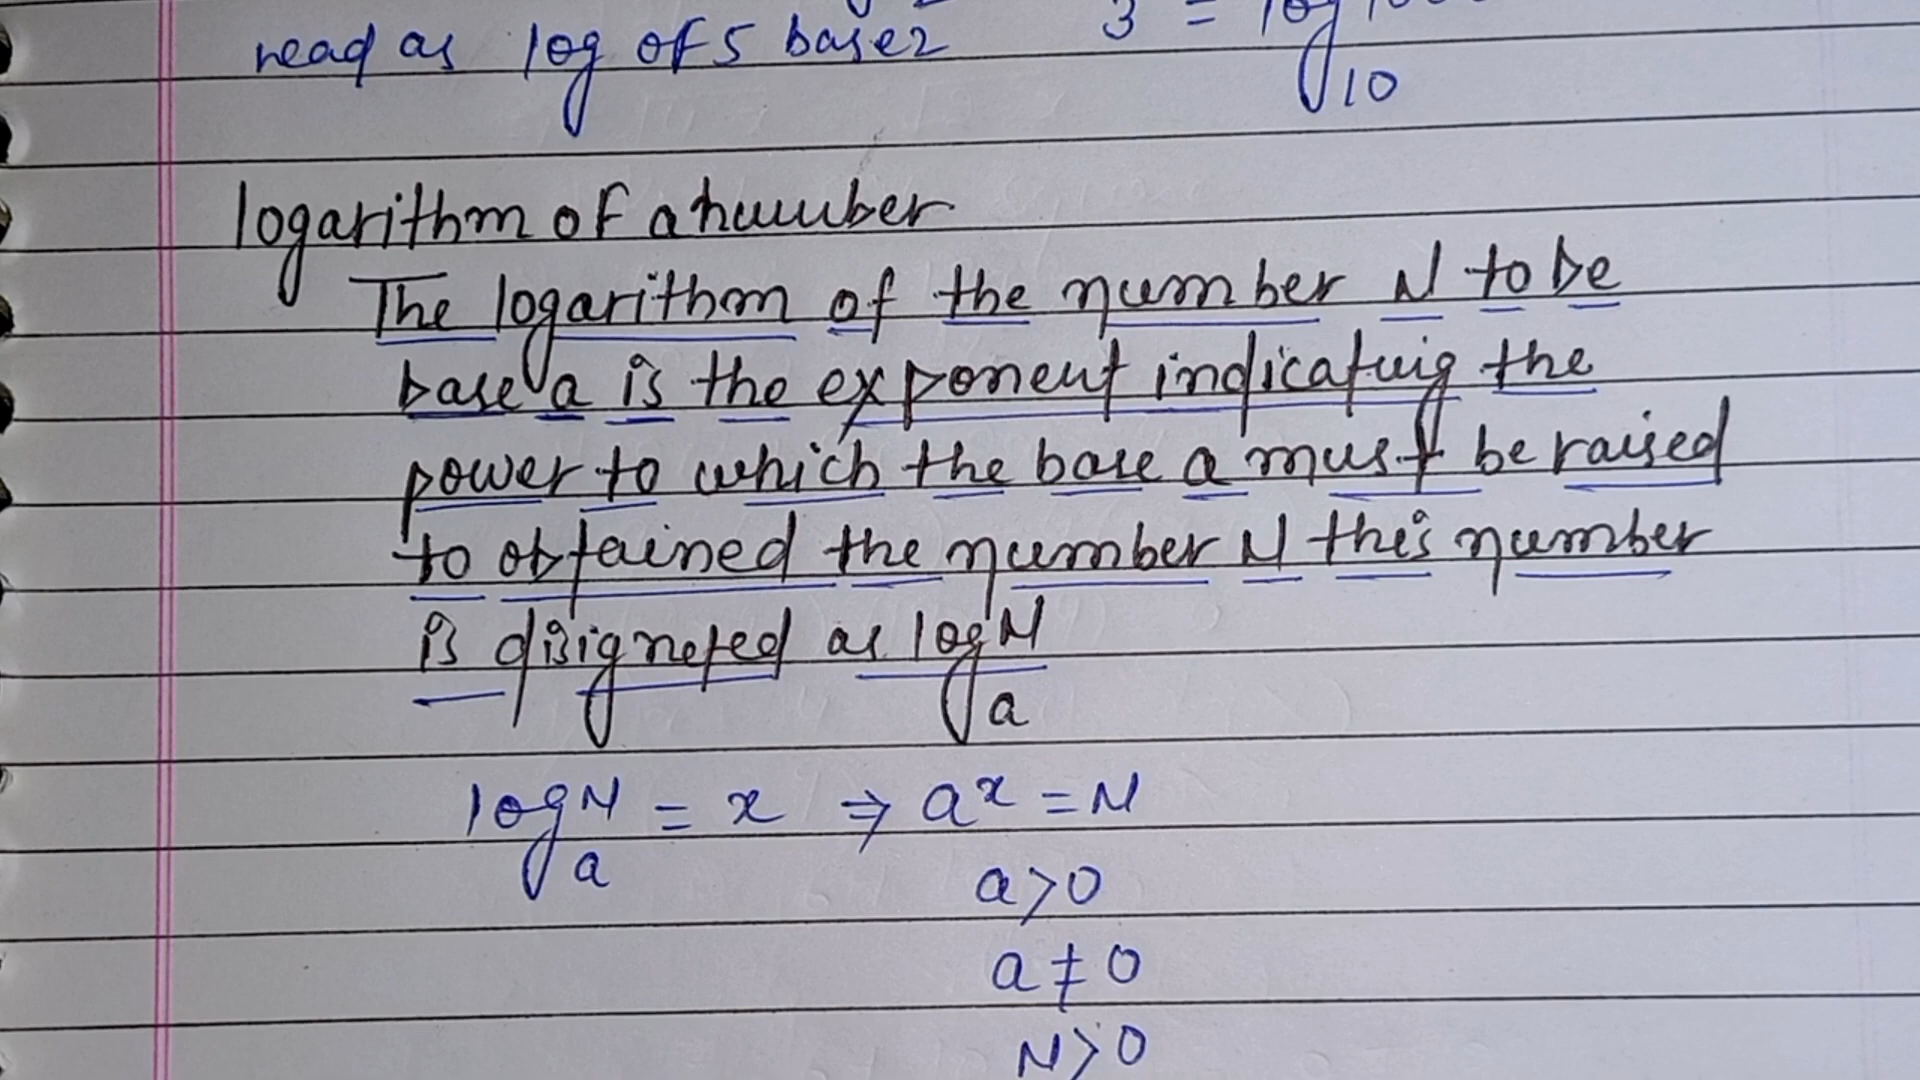 read as log of 5 base 2 3 = log
10
logarithm of a number
The logarithm of the number N to be
base a is the exponent indicating the
power to which the base a must be raised
to obtained the number N this number
is disigneted as log N
a
log N = x ⇒ aˣ = N
a
a > 0
a ≠ 0
N > 0